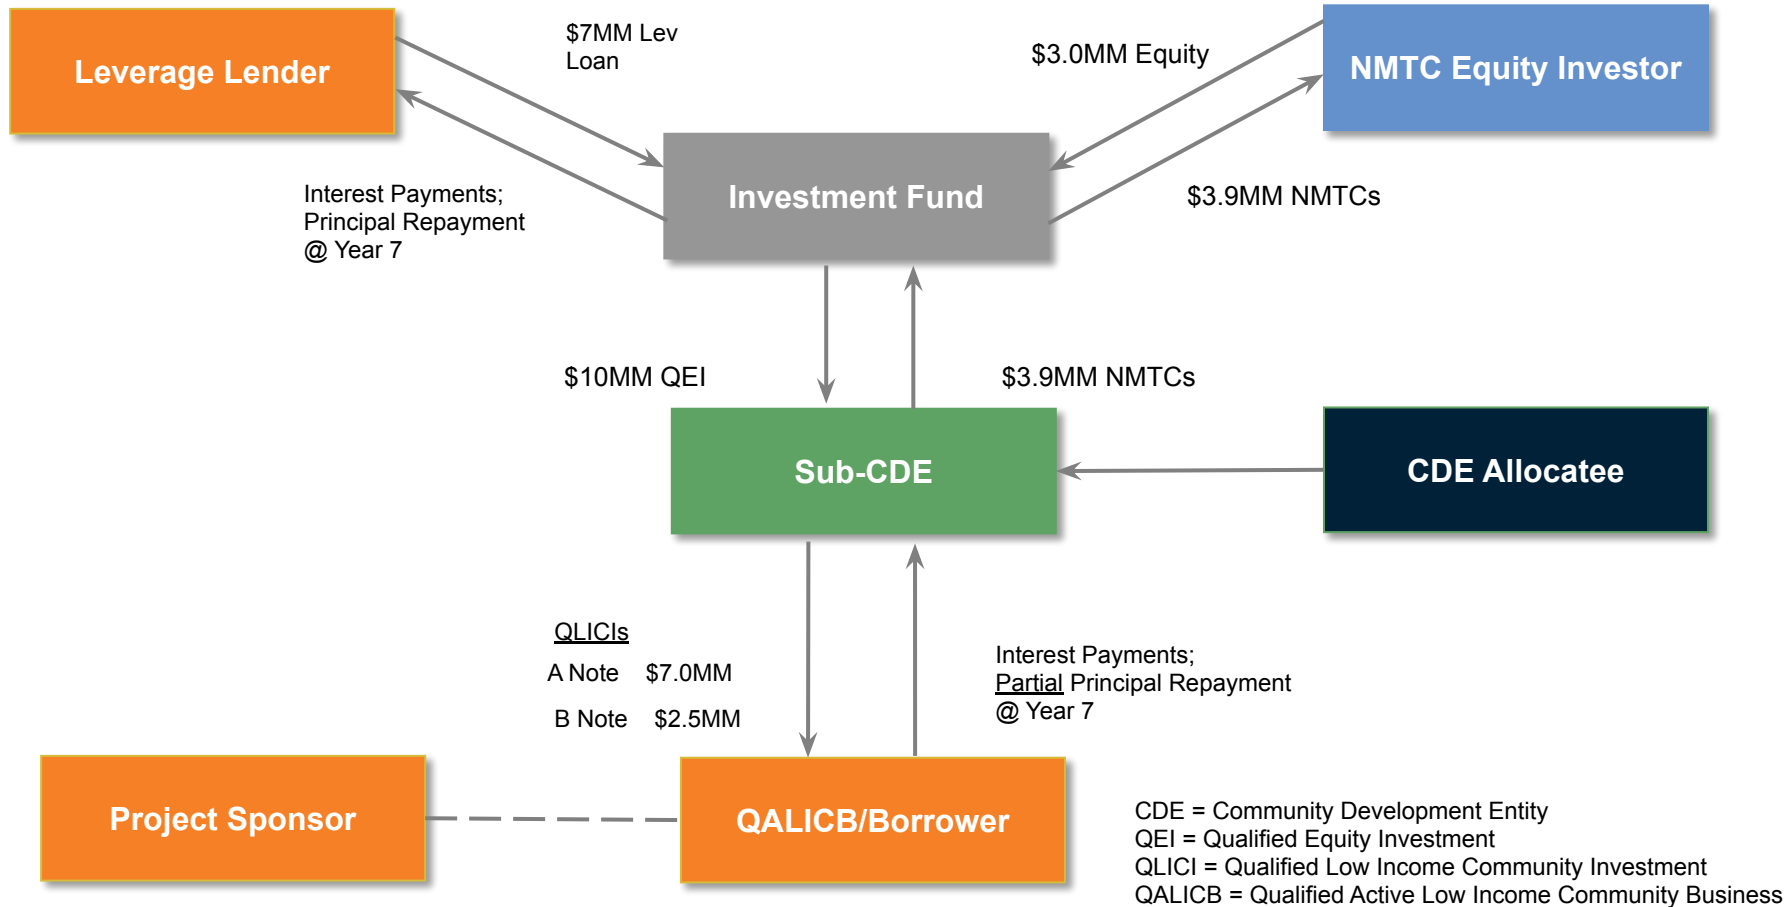 Leverage Lender
$7MM Lev
Loan
$3.0MM Equity
NMTC Equity Investor
Interest Payments;
Principal Repayment
@ Year 7
Investment Fund
$3.9MM NMTCs
$10MM QEI
$3.9MM NMTCs
Sub-CDE
CDE Allocatee
QLICIs
A Note $7.0MM
B Note $2.5MM
Interest Payments;
Partial Principal Repayment
@ Year 7
Project Sponsor
QALICB/Borrower
CDE = Community Development Entity
QEI = Qualified Equity Investment
QLICI = Qualified Low Income Community Investment
QALICB = Qualified Active Low Income Community Business